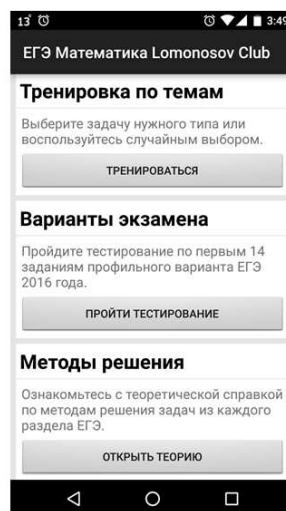 13° 3:49
ЕГЭ Математика Lomonosov Club
Тренировка по темам
Выберите задачу нужного типа или
воспользуйтесь случайным выбором.
ТРЕНИРОВАТЬСЯ
Варианты экзамена
Пройдите тестирование по первым 14
заданиям профильного варианта ЕГЭ
2016 года.
ПРОЙТИ ТЕСТИРОВАНИЕ
Методы решения
Ознакомьтесь с теоретической справкой
по методам решения задач из каждого
раздела ЕГЭ.
ОТКРЫТЬ ТЕОРИЮ